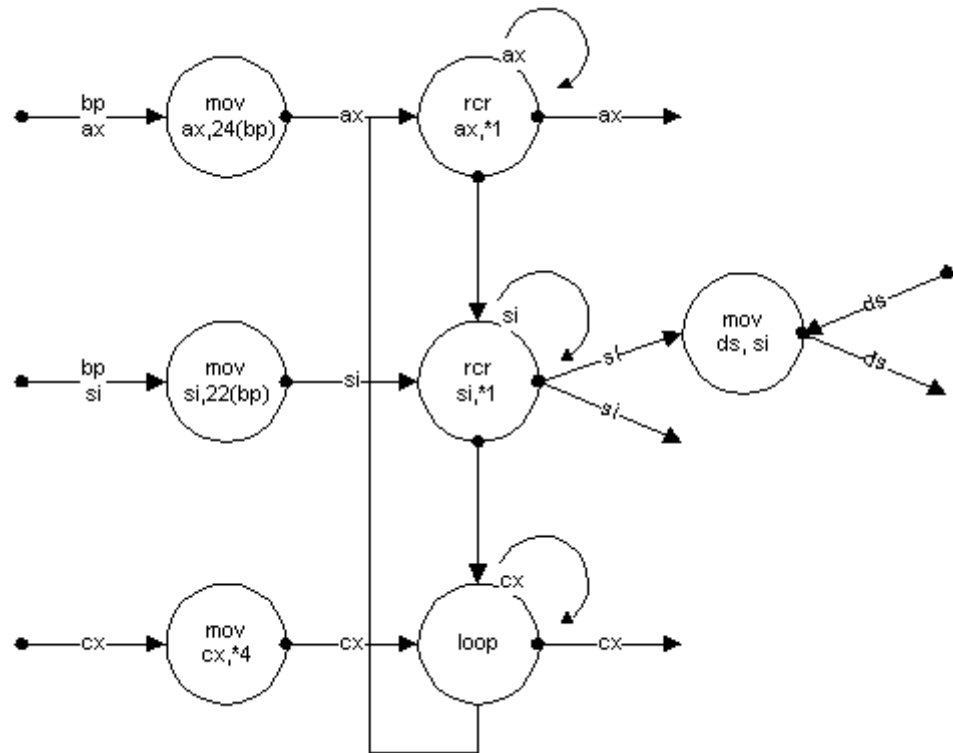 ax
bp
ax
mov
ax,24(bp)
ax
rcr
ax,*1
ax
si
mov
ds, si
ds
ds
bp
si
mov
si,22(bp)
si
rcr
si,*1
si
si
cx
cx
mov
cx,*4
cx
loop
cx